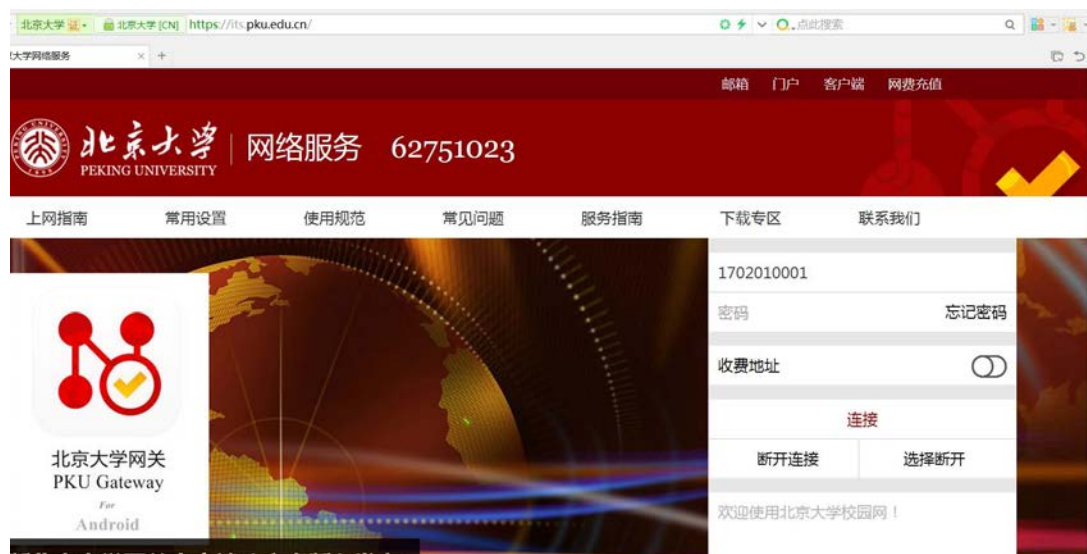 北京大学 证
北京大学 [CN] https://its.pku.edu.cn/
点此搜索
大学网络服务
邮箱 门户 客户端 网费充值
北京大学
PEKING UNIVERSITY
网络服务 62751023
上网指南 常用设置 使用规范 常见问题 服务指南 下载专区 联系我们
1702010001
密码 忘记密码
收费地址
连接
断开连接 选择断开
欢迎使用北京大学校园网！
北京大学网关
PKU Gateway
For
Android